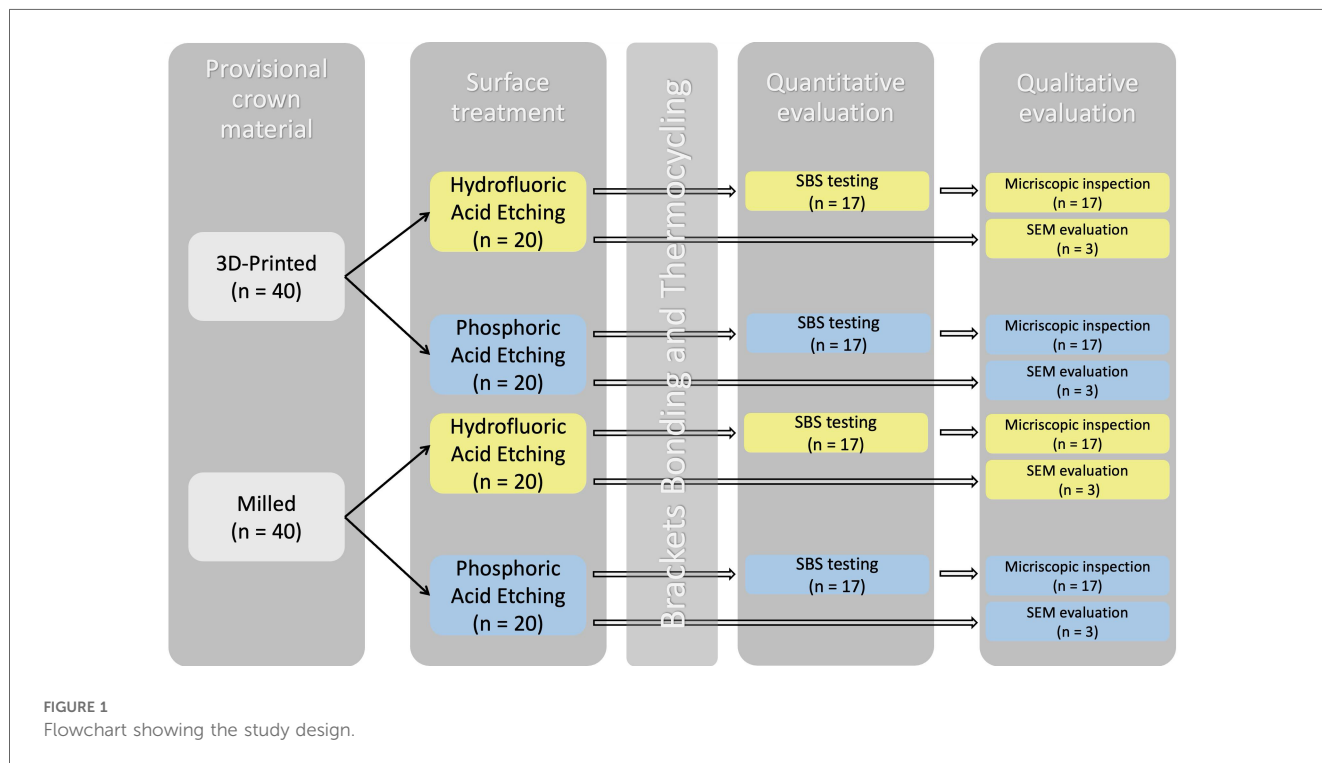 Provisional
crown
material
Surface
treatment
Brackets Bonding and Thermocycling
Quantitative
evaluation
Qualitative
evaluation
3D-Printed
(n = 40)
Milled
(n = 40)
Hydrofluoric
Acid Etching
(n = 20)
SBS testing
(n = 17)
Micriscopic inspection
(n = 17)
SEM evaluation
(n = 3)
Phosphoric
Acid Etching
(n = 20)
SBS testing
(n = 17)
Micriscopic inspection
(n = 17)
SEM evaluation
(n = 3)
Hydrofluoric
Acid Etching
(n = 20)
SBS testing
(n = 17)
Micriscopic inspection
(n = 17)
SEM evaluation
(n = 3)
Phosphoric
Acid Etching
(n = 20)
SBS testing
(n = 17)
Micriscopic inspection
(n = 17)
SEM evaluation
(n = 3)
FIGURE 1
Flowchart showing the study design.